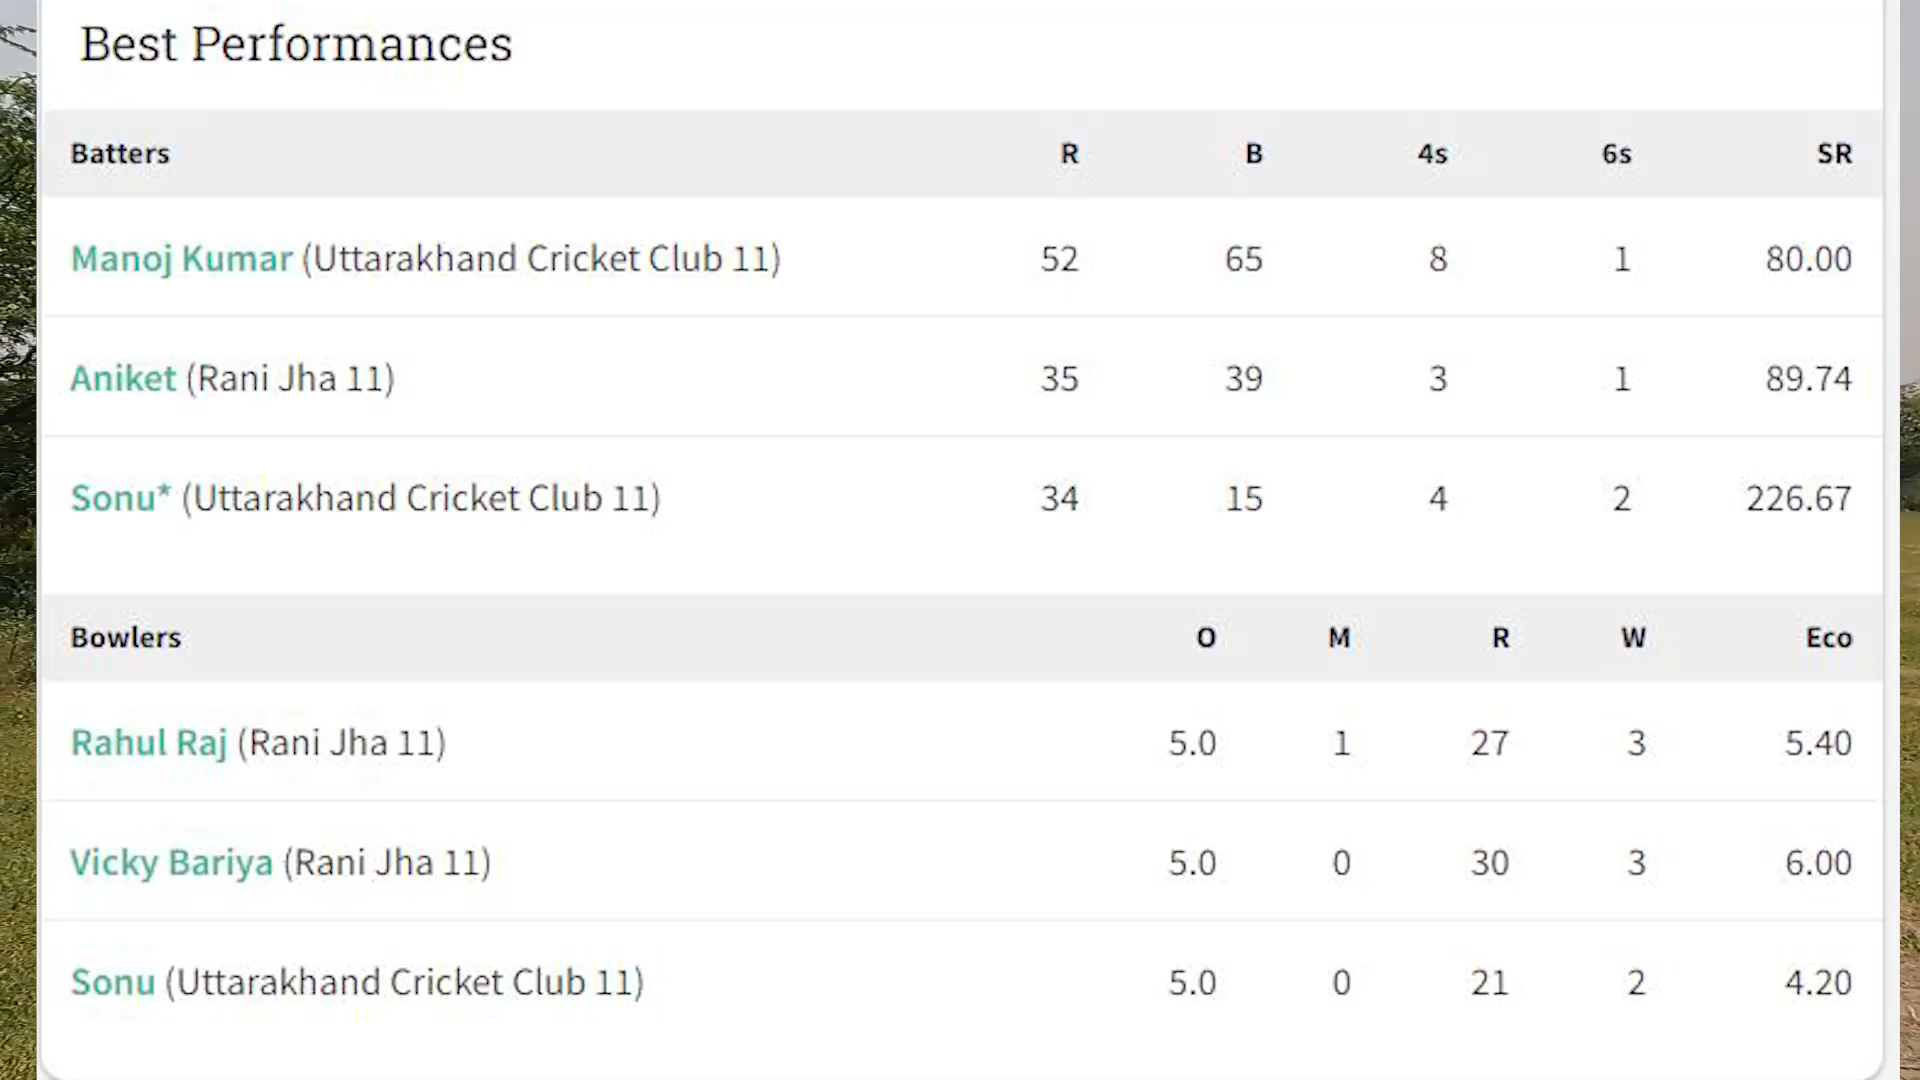 Best Performances
Batters R B 4s 6s SR
Manoj Kumar (Uttarakhand Cricket Club 11) 52 65 8 1 80.00
Aniket (Rani Jha 11) 35 39 3 1 89.74
Sonu* (Uttarakhand Cricket Club 11) 34 15 4 2 226.67
Bowlers O M R W Eco
Rahul Raj (Rani Jha 11) 5.0 1 27 3 5.40
Vicky Bariya (Rani Jha 11) 5.0 0 30 3 6.00
Sonu (Uttarakhand Cricket Club 11) 5.0 0 21 2 4.20